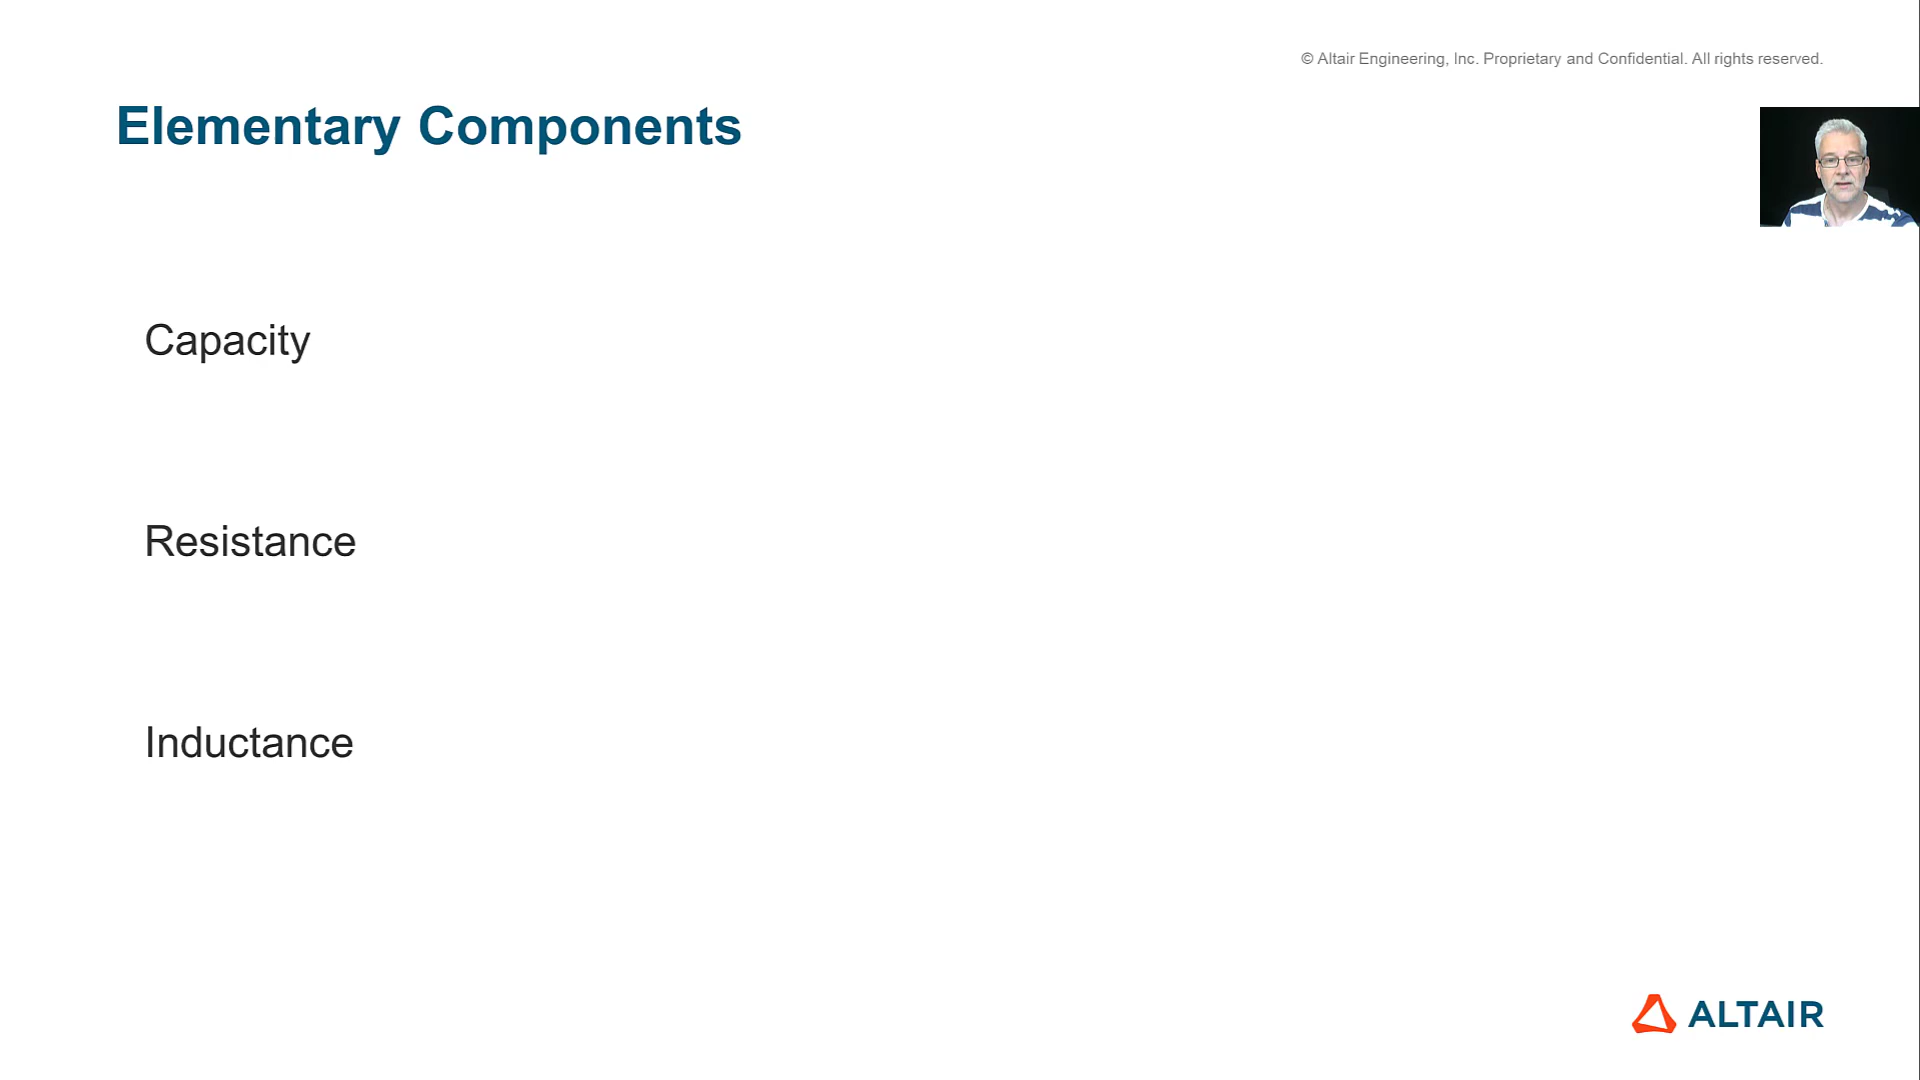 © Altair Engineering, Inc. Proprietary and Confidential. All rights reserved.
Elementary Components
Capacity
Resistance
Inductance
ALTAIR